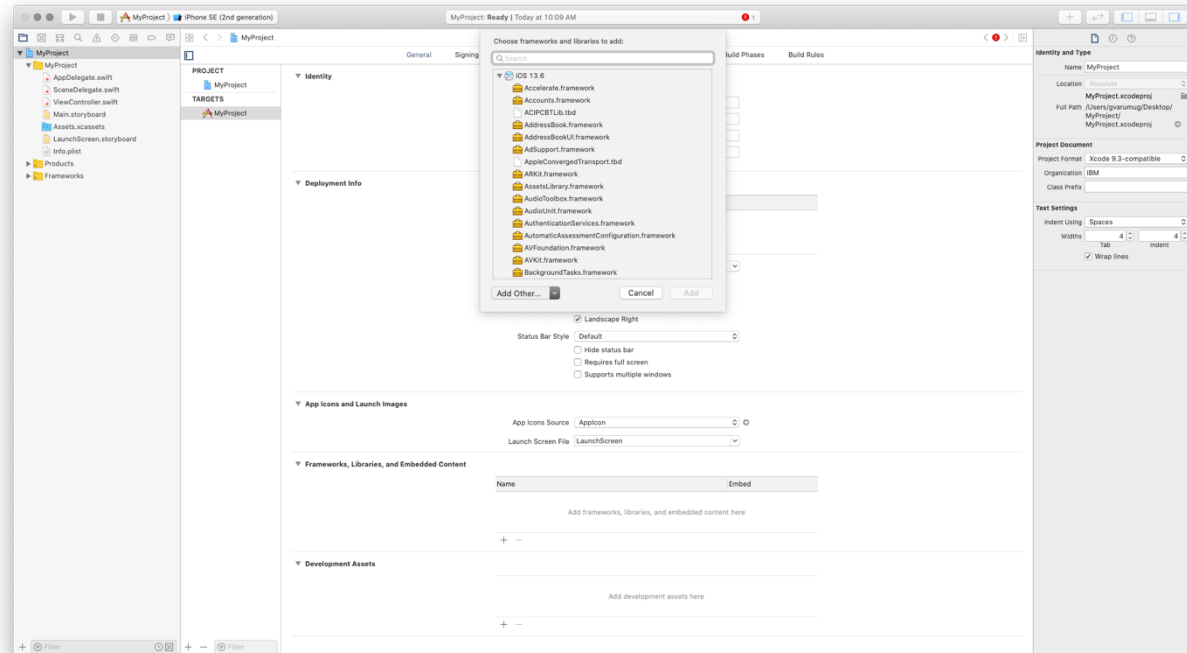 MyProject
iPhone SE (2nd generation)
MyProject: Ready | Today at 10:09 AM
1
MyProject
MyProject
MyProject
AppDelegate.swift
SceneDelegate.swift
ViewController.swift
Main.storyboard
Assets.xcassets
LaunchScreen.storyboard
Info.plist
Products
Frameworks
Filter
General
Signing
Build Rules
PROJECT
MyProject
TARGETS
MyProject
Filter
Choose frameworks and libraries to add:
Search
iOS 13.6
Accelerate.framework
Accounts.framework
ACIPCBTLib.tbd
AddressBook.framework
AddressBookUI.framework
AdSupport.framework
AppleConvergedTransport.tbd
ARKit.framework
AssetsLibrary.framework
AudioToolbox.framework
AudioUnit.framework
AuthenticationServices.framework
AutomaticAssessmentConfiguration.framework
AVFoundation.framework
AVKit.framework
BackgroundTasks.framework
Add Other...
Cancel
Add
Identity
Deployment Info
Landscape Right
Status Bar Style Default
Hide status bar
Requires full screen
Supports multiple windows
App Icons and Launch Images
App Icons Source AppIcon
Launch Screen File LaunchScreen
Frameworks, Libraries, and Embedded Content
Name Embed
Add frameworks, libraries, and embedded content here
Development Assets
Add development assets here
Identity and Type
Name MyProject
Location Absolute
MyProject.xcodeproj
Full Path /Users/gvarumug/Desktop/
MyProject/
MyProject.xcodeproj
Project Document
Project Format Xcode 9.3-compatible
Organization IBM
Class Prefix
Text Settings
Indent Using Spaces
Widths 4 4
Tab Indent
Wrap lines